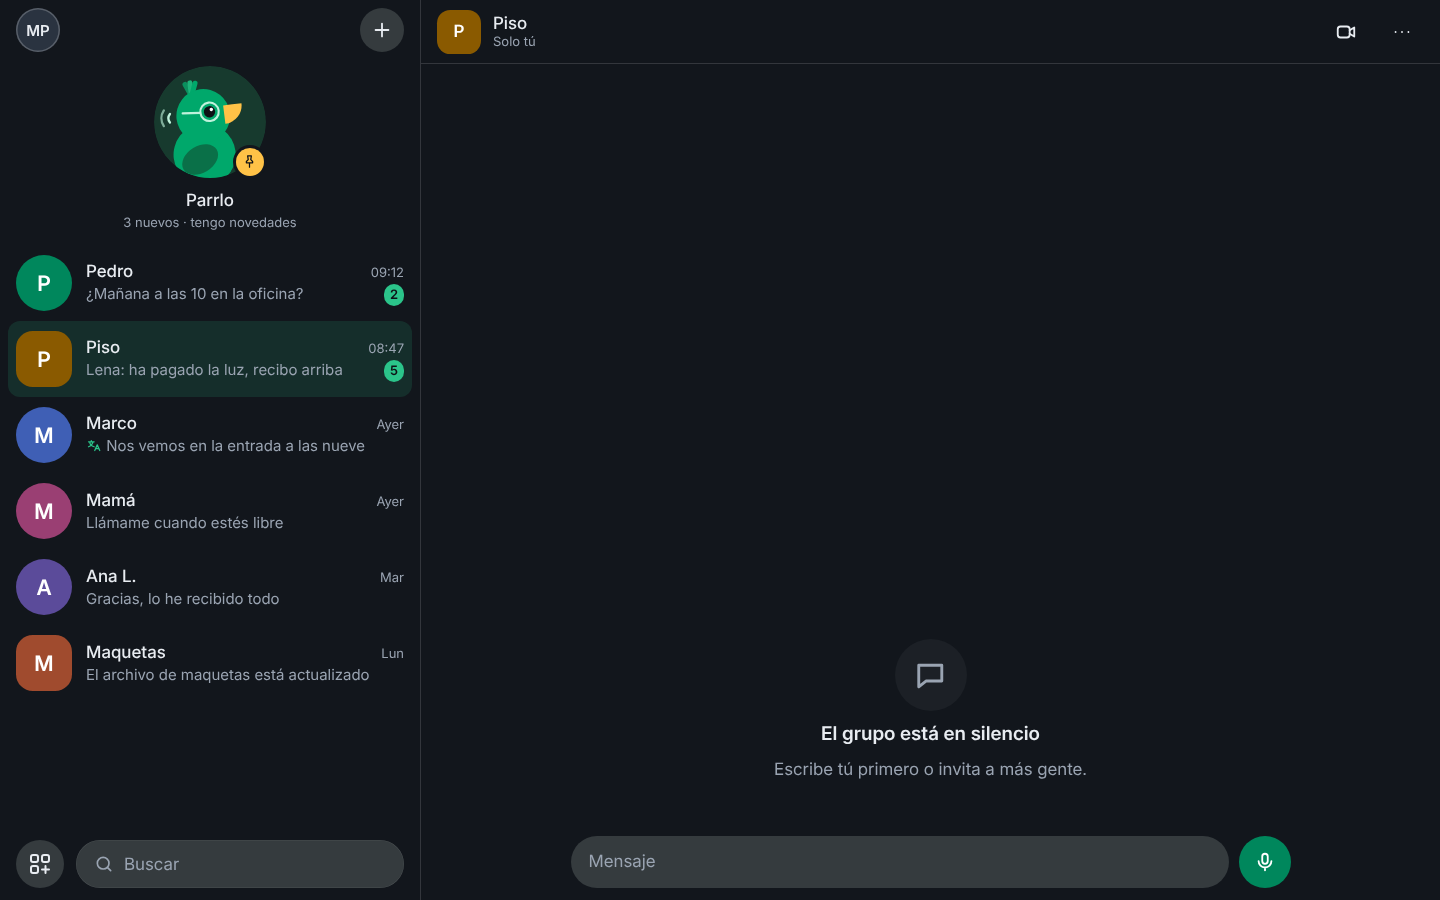 MP
Parrlo
3 nuevos · tengo novedades
P
Pedro
09:12
¿Mañana a las 10 en la oficina?
2
P
Piso
08:47
Lena: ha pagado la luz, recibo arriba
5
M
Marco
Ayer
Nos vemos en la entrada a las nueve
M
Mamá
Ayer
Llámame cuando estés libre
A
Ana L.
Mar
Gracias, lo he recibido todo
M
Maquetas
Lun
El archivo de maquetas está actualizado
Buscar
P
Piso
Solo tú
El grupo está en silencio
Escribe tú primero o invita a más gente.
Mensaje